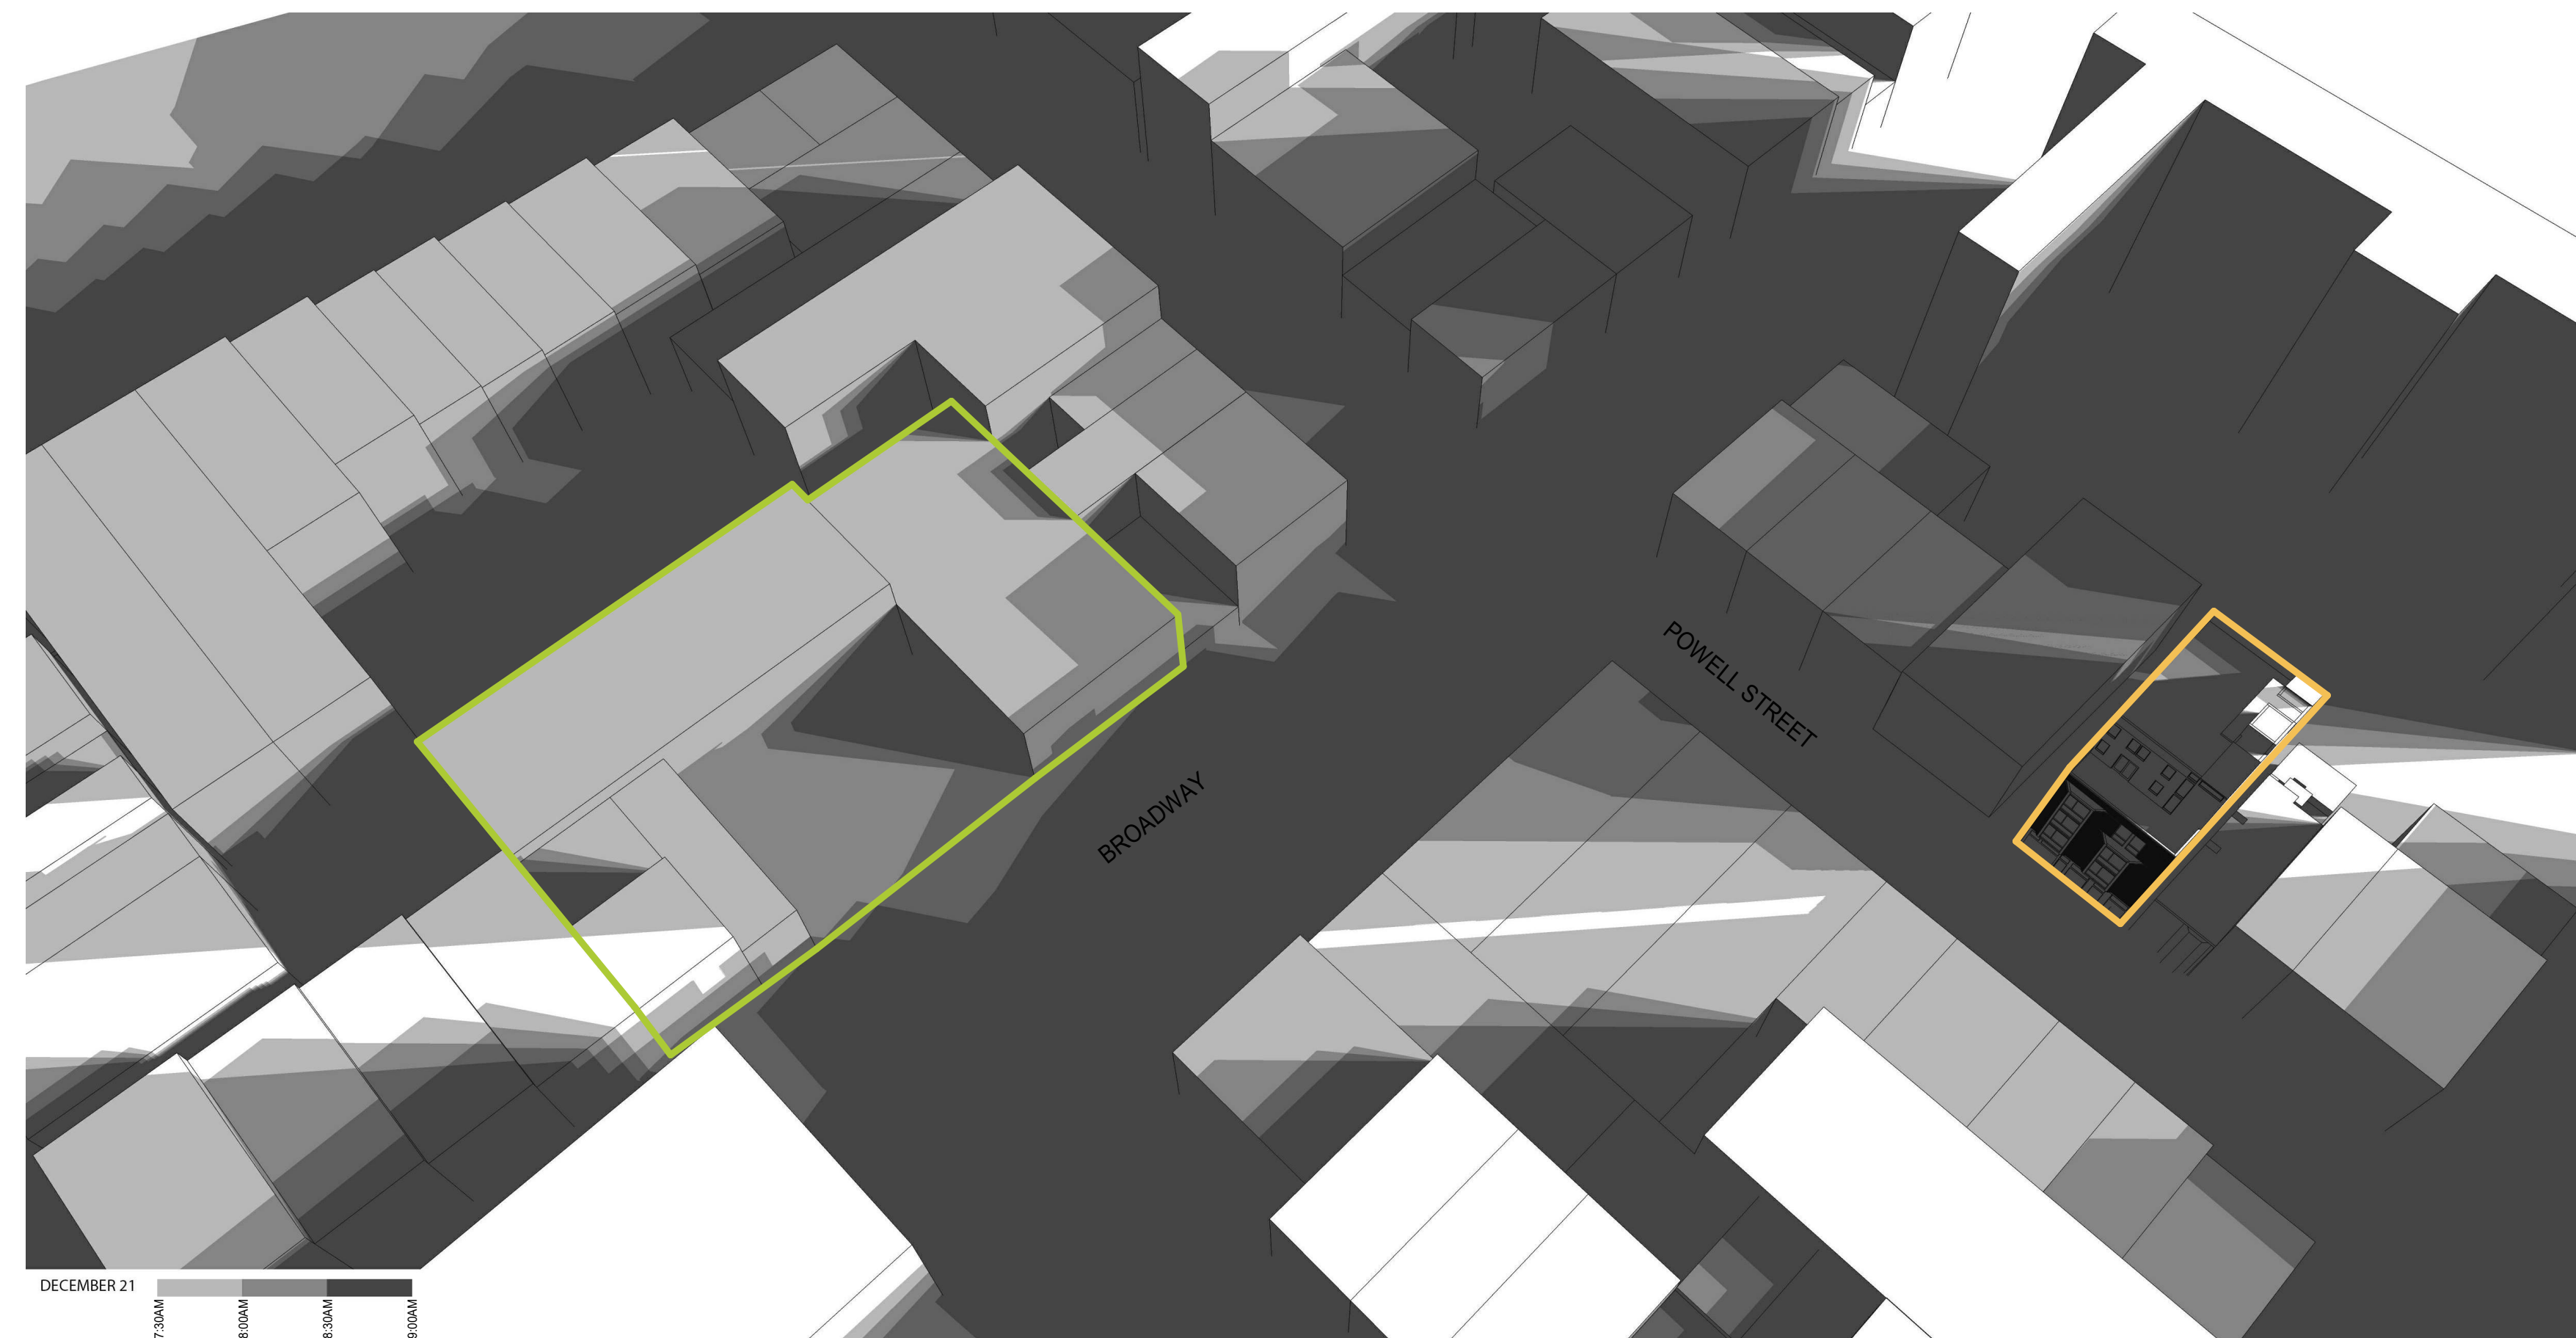 POWELL STREET
BROADWAY
DECEMBER 21
7:30AM
8:00AM
8:30AM
9:00AM